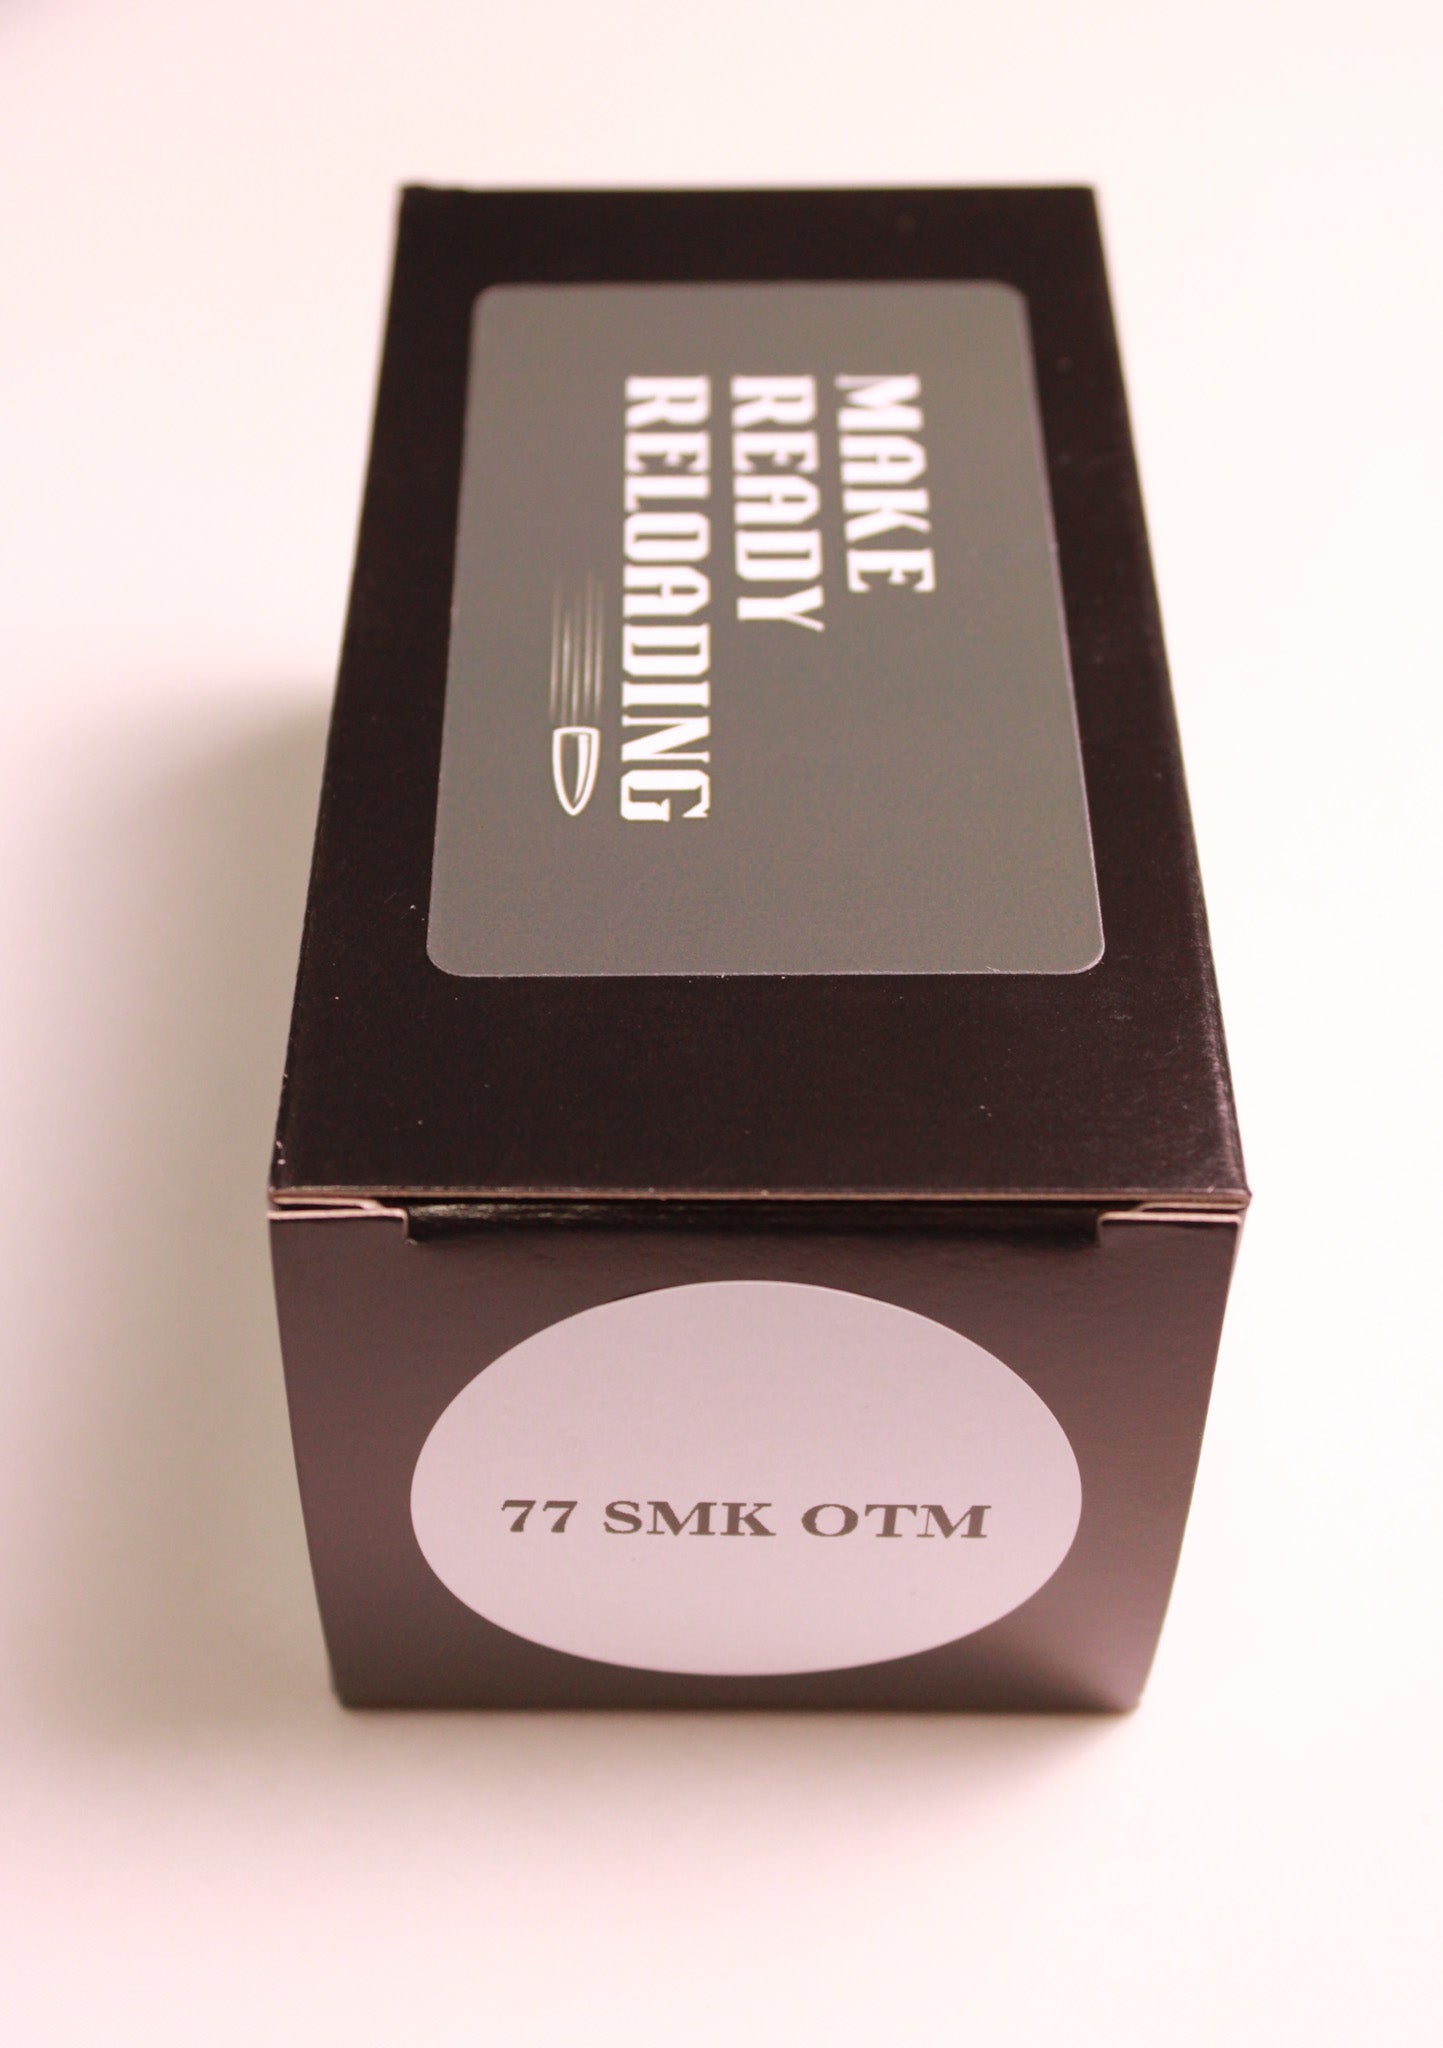 MAKE
READY
RELOADING
77 SMK OTM